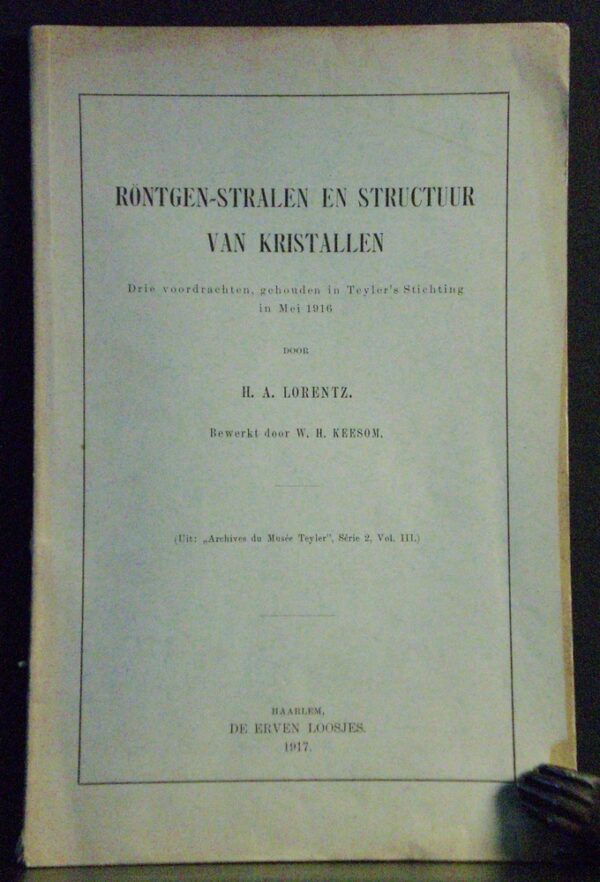 RÖNTGEN-STRALEN EN STRUCTUUR
VAN KRISTALLEN
Drie voordrachten, gehouden in Teyler's Stichting
in Mei 1916
DOOR
H. A. LORENTZ.
Bewerkt door W. H. KEESOM.
(Uit: „Archives du Musée Teyler", Série 2, Vol. III.)
HAARLEM,
DE ERVEN LOOSJES.
1917.